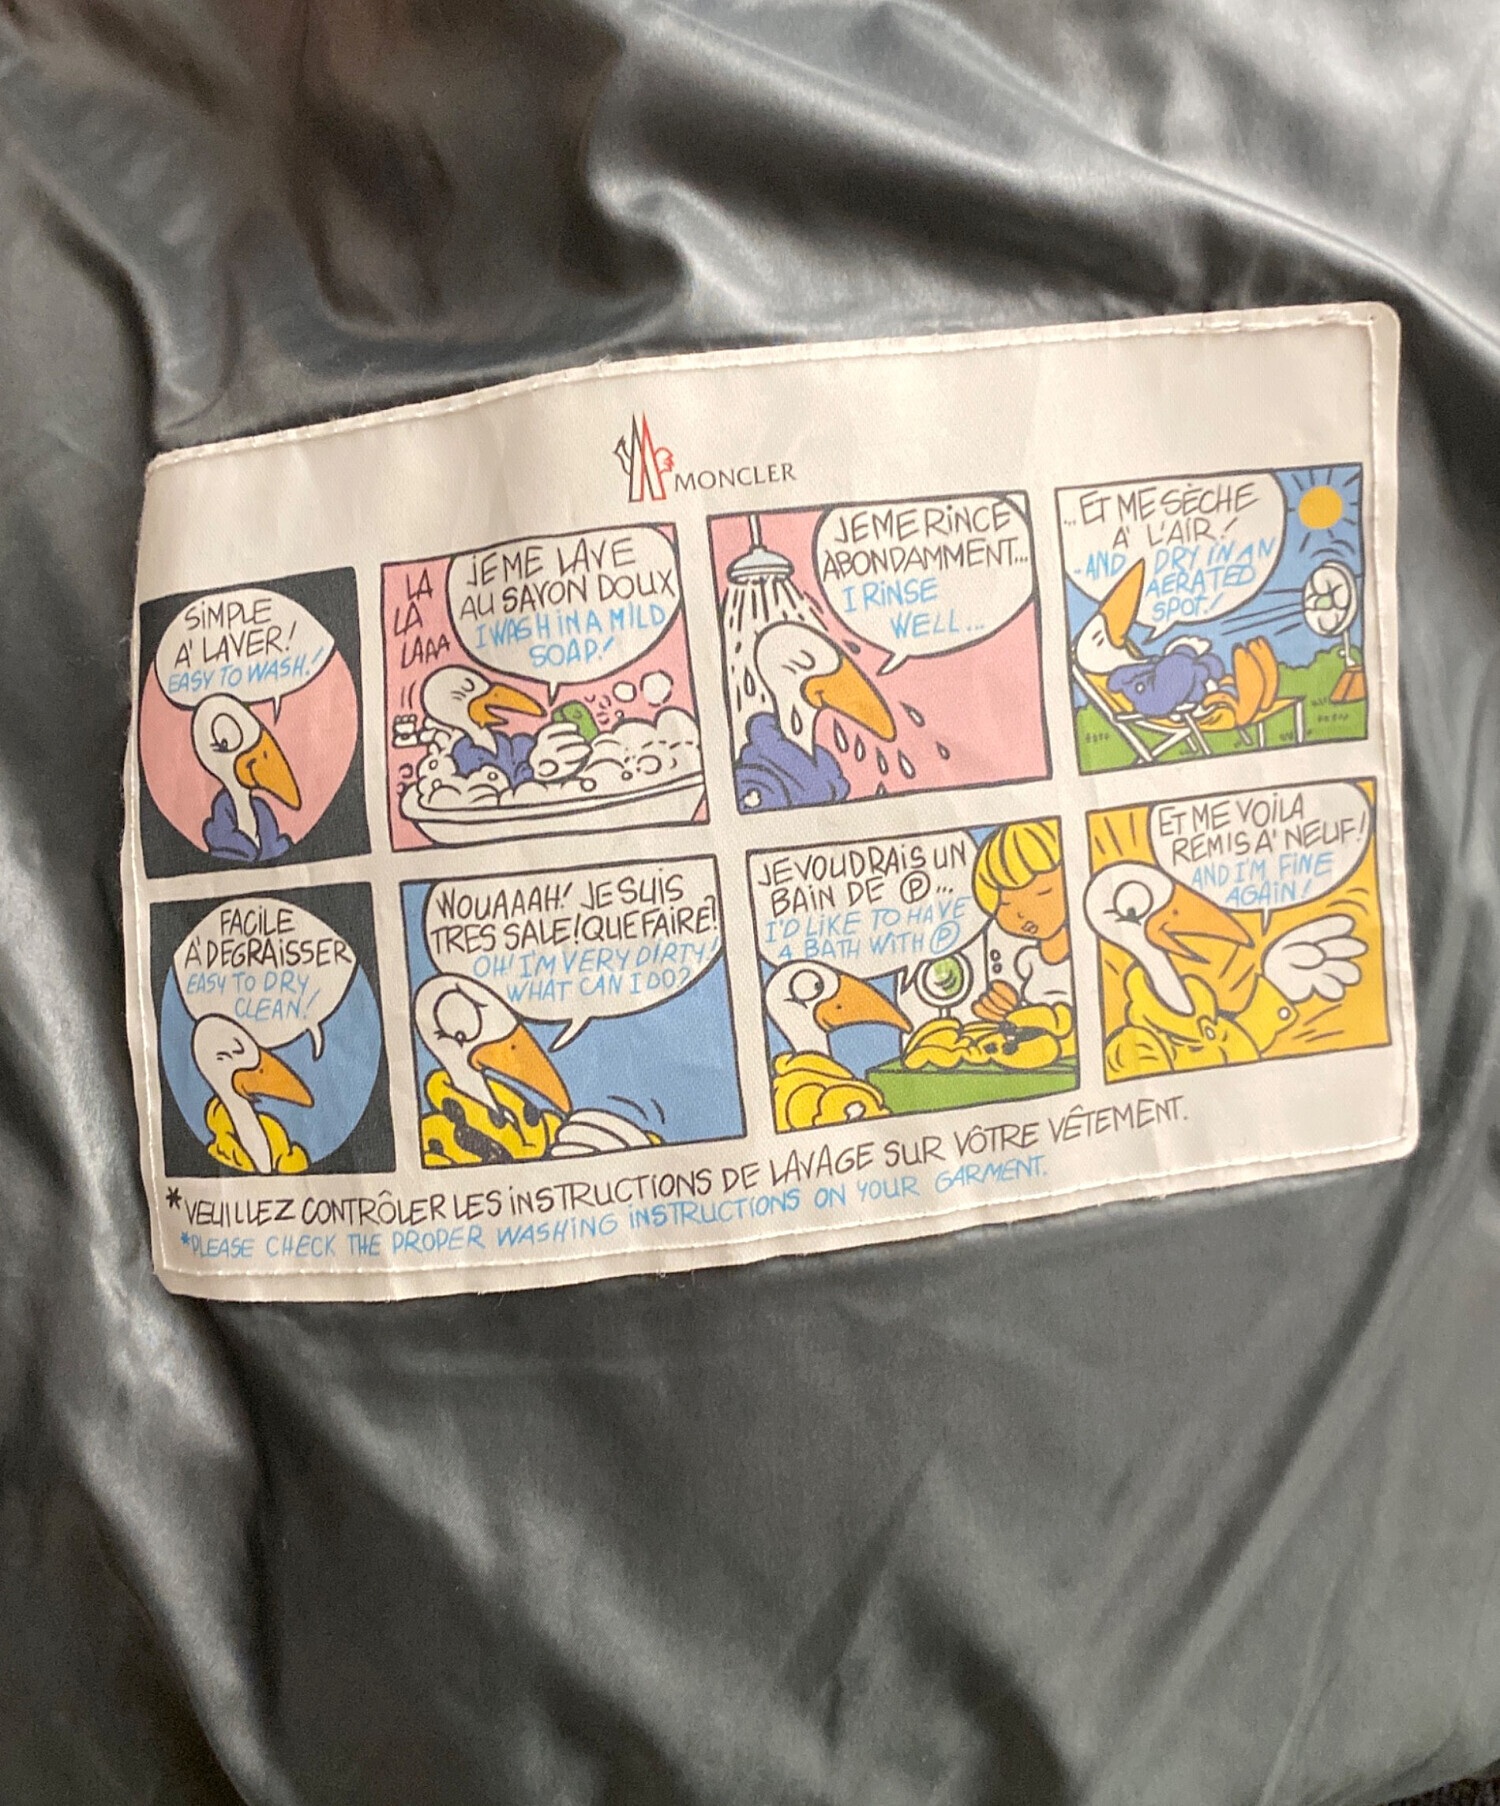 MONCLER
SIMPLE
A' LAVER!
EASY TO WASH!
LA
LA
LAAA
JE ME LAVE
AU SAVON DOUX
I WASH IN A MILD
SOAP!
JE ME RINCE
ABONDAMMENT...
I RINSE
WELL...
...ET ME SÈCHE
A' L'AIR!
-AND I DRY IN AN
AERATED
SPOT!
FACILE
A' DEGRAISSER
EASY TO DRY
CLEAN!
WOUAAAH! JE SUIS
TRES SALE! QUE FAIRE?
OH! I'M VERY DIRTY!
WHAT CAN I DO?
JE VOUDRAIS UN
BAIN DE Ⓟ...
I'D LIKE TO HAVE
A BATH WITH Ⓟ
ET ME VOILA
REMIS A' NEUF!
AND I'M FINE
AGAIN!
*VEUILLEZ CONTRÔLER LES INSTRUCTIONS DE LAVAGE SUR VÔTRE VÊTEMENT.
*PLEASE CHECK THE PROPER WASHING INSTRUCTIONS ON YOUR GARMENT.